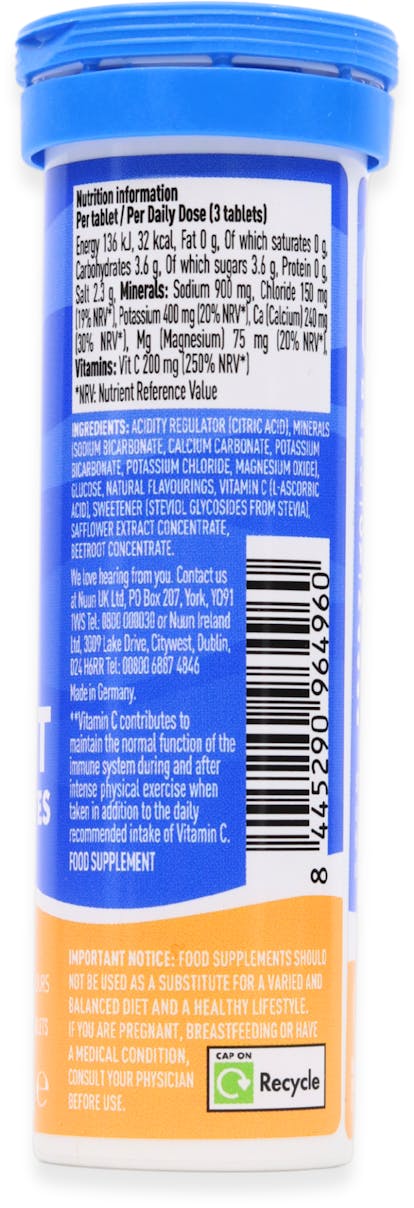 Nutrition information
Per tablet / Per Daily Dose (3 tablets)
Energy 136 kJ, 32 kcal, Fat 0 g, Of which saturates 0 g,
Carbohydrates 3.6 g, Of which sugars 3.6 g, Protein 0 g,
Salt 2.3 g, Minerals: Sodium 900 mg, Chloride 150 mg
(19% NRV*), Potassium 400 mg (20% NRV*), Ca (Calcium) 240 mg
(30% NRV*), Mg (Magnesium) 75 mg (20% NRV*),
Vitamins: Vit C 200 mg (250% NRV*)
*NRV: Nutrient Reference Value
INGREDIENTS: ACIDITY REGULATOR (CITRIC ACID), MINERALS
(SODIUM BICARBONATE, CALCIUM CARBONATE, POTASSIUM
BICARBONATE, POTASSIUM CHLORIDE, MAGNESIUM OXIDE),
GLUCOSE, NATURAL FLAVOURINGS, VITAMIN C (L-ASCORBIC
ACID), SWEETENER (STEVIOL GLYCOSIDES FROM STEVIA),
SAFFLOWER EXTRACT CONCENTRATE,
BEETROOT CONCENTRATE.
We love hearing from you. Contact us
at Nuun UK Ltd, PO Box 207, York, YO91
1WS Tel: 0800 000030 or Nuun Ireland
Ltd, 3009 Lake Drive, Citywest, Dublin,
D24 H6RR Tel: 00800 6887 4846
Made in Germany.
**Vitamin C contributes to
maintain the normal function of the
immune system during and after
intense physical exercise when
taken in addition to the daily
recommended intake of Vitamin C.
FOOD SUPPLEMENT
8 445290 964960
IMPORTANT NOTICE: FOOD SUPPLEMENTS SHOULD
NOT BE USED AS A SUBSTITUTE FOR A VARIED AND
BALANCED DIET AND A HEALTHY LIFESTYLE.
IF YOU ARE PREGNANT, BREASTFEEDING OR HAVE
A MEDICAL CONDITION,
CONSULT YOUR PHYSICIAN
BEFORE USE.
CAP ON
Recycle